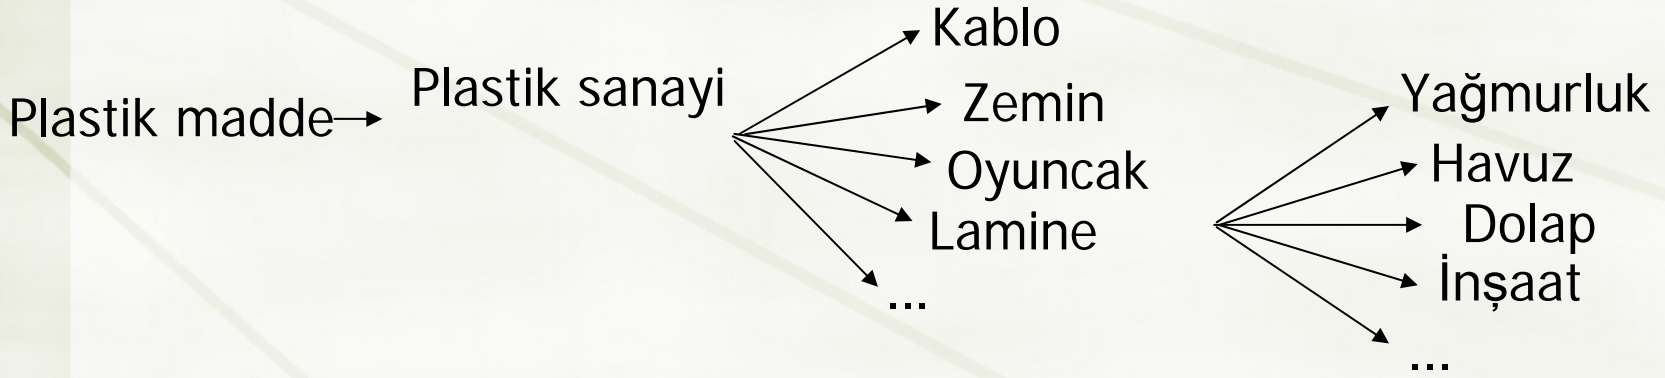 Plastik madde
Plastik sanayi
Kablo
Zemin
Oyuncak
Lamine
...
Yağmurluk
Havuz
Dolap
İnşaat
...